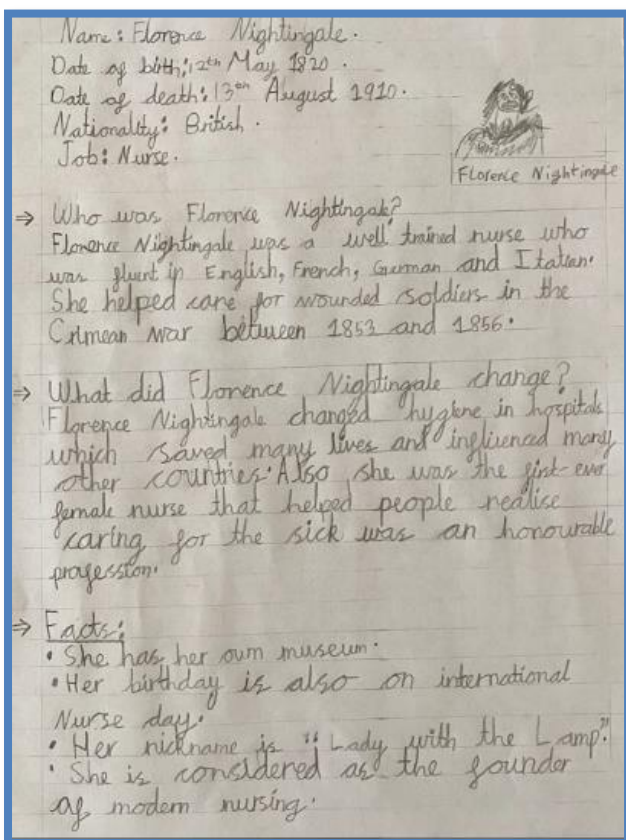 Name: Florence Nightingale.
Date of birth: 12th May 1820.
Date of death: 13th August 1910.
Nationality: British.
Job: Nurse.
Florence Nightingale
⇒ Who was Florence Nightingale?
Florence Nightingale was a well trained nurse who
was fluent in English, French, German and Italian.
She helped care for wounded soldiers in the
Crimean war between 1853 and 1856.
⇒ What did Florence Nightingale change?
Florence Nightingale changed hygiene in hospitals
which saved many lives and influenced many
other countries. Also, she was the first-ever
female nurse that helped people realise
caring for the sick was an honourable
profession.
⇒ Facts:
• She has her own museum.
• Her birthday is also on international
Nurse day.
• Her nickname is "Lady with the Lamp".
• She is considered as the founder
of modern nursing.